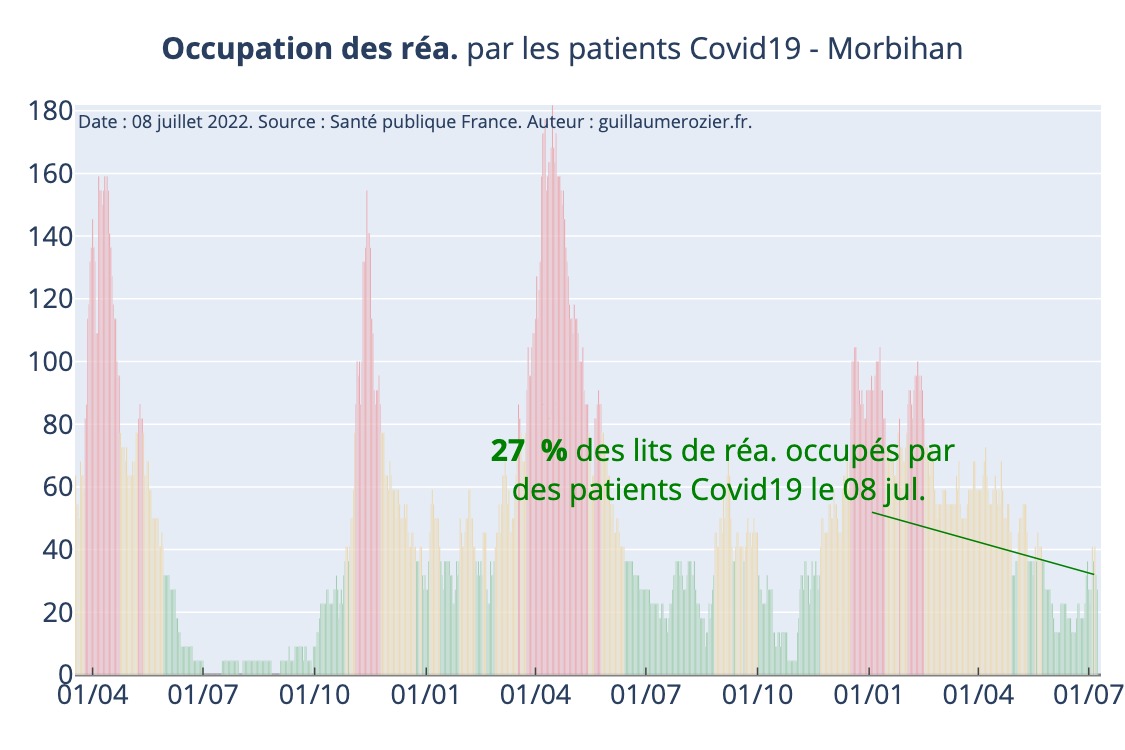 Occupation des réa. par les patients Covid19 - Morbihan
180
Date : 08 juillet 2022. Source : Santé publique France. Auteur : guillaumerozier.fr.
160
140
120
100
80
27 % des lits de réa. occupés par
des patients Covid19 le 08 jul.
60
40
20
0
01/04 01/07 01/10 01/01 01/04 01/07 01/10 01/01 01/04 01/07